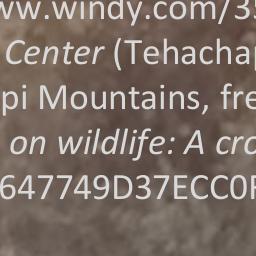 ww.windy.com/35
Center (Tehachap
pi Mountains, fre
on wildlife: A cro
647749D37ECC0F